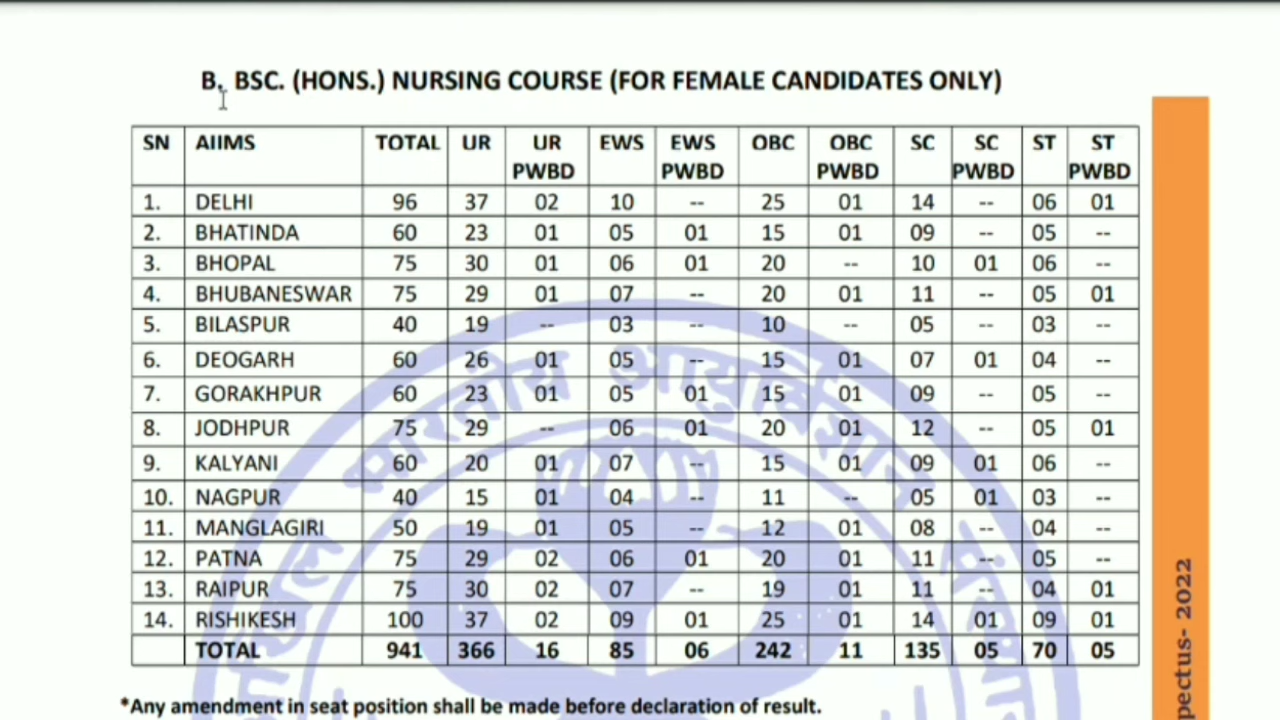 B. BSC. (HONS.) NURSING COURSE (FOR FEMALE CANDIDATES ONLY)
SN AIIMS TOTAL UR UR PWBD EWS EWS PWBD OBC OBC PWBD SC SC PWBD ST ST PWBD
1. DELHI 96 37 02 10 -- 25 01 14 -- 06 01
2. BHATINDA 60 23 01 05 01 15 01 09 -- 05 --
3. BHOPAL 75 30 01 06 01 20 -- 10 01 06 --
4. BHUBANESWAR 75 29 01 07 -- 20 01 11 -- 05 01
5. BILASPUR 40 19 -- 03 -- 10 -- 05 -- 03 --
6. DEOGARH 60 26 01 05 -- 15 01 07 01 04 --
7. GORAKHPUR 60 23 01 05 01 15 01 09 -- 05 --
8. JODHPUR 75 29 -- 06 01 20 01 12 -- 05 01
9. KALYANI 60 20 01 07 -- 15 01 09 01 06 --
10. NAGPUR 40 15 01 04 -- 11 -- 05 01 03 --
11. MANGLAGIRI 50 19 01 05 -- 12 01 08 -- 04 --
12. PATNA 75 29 02 06 01 20 01 11 -- 05 --
13. RAIPUR 75 30 02 07 -- 19 01 11 -- 04 01
14. RISHIKESH 100 37 02 09 01 25 01 14 01 09 01
TOTAL 941 366 16 85 06 242 11 135 05 70 05
*Any amendment in seat position shall be made before declaration of result.
pectus- 2022
भारतीय आयुर्विज्ञान